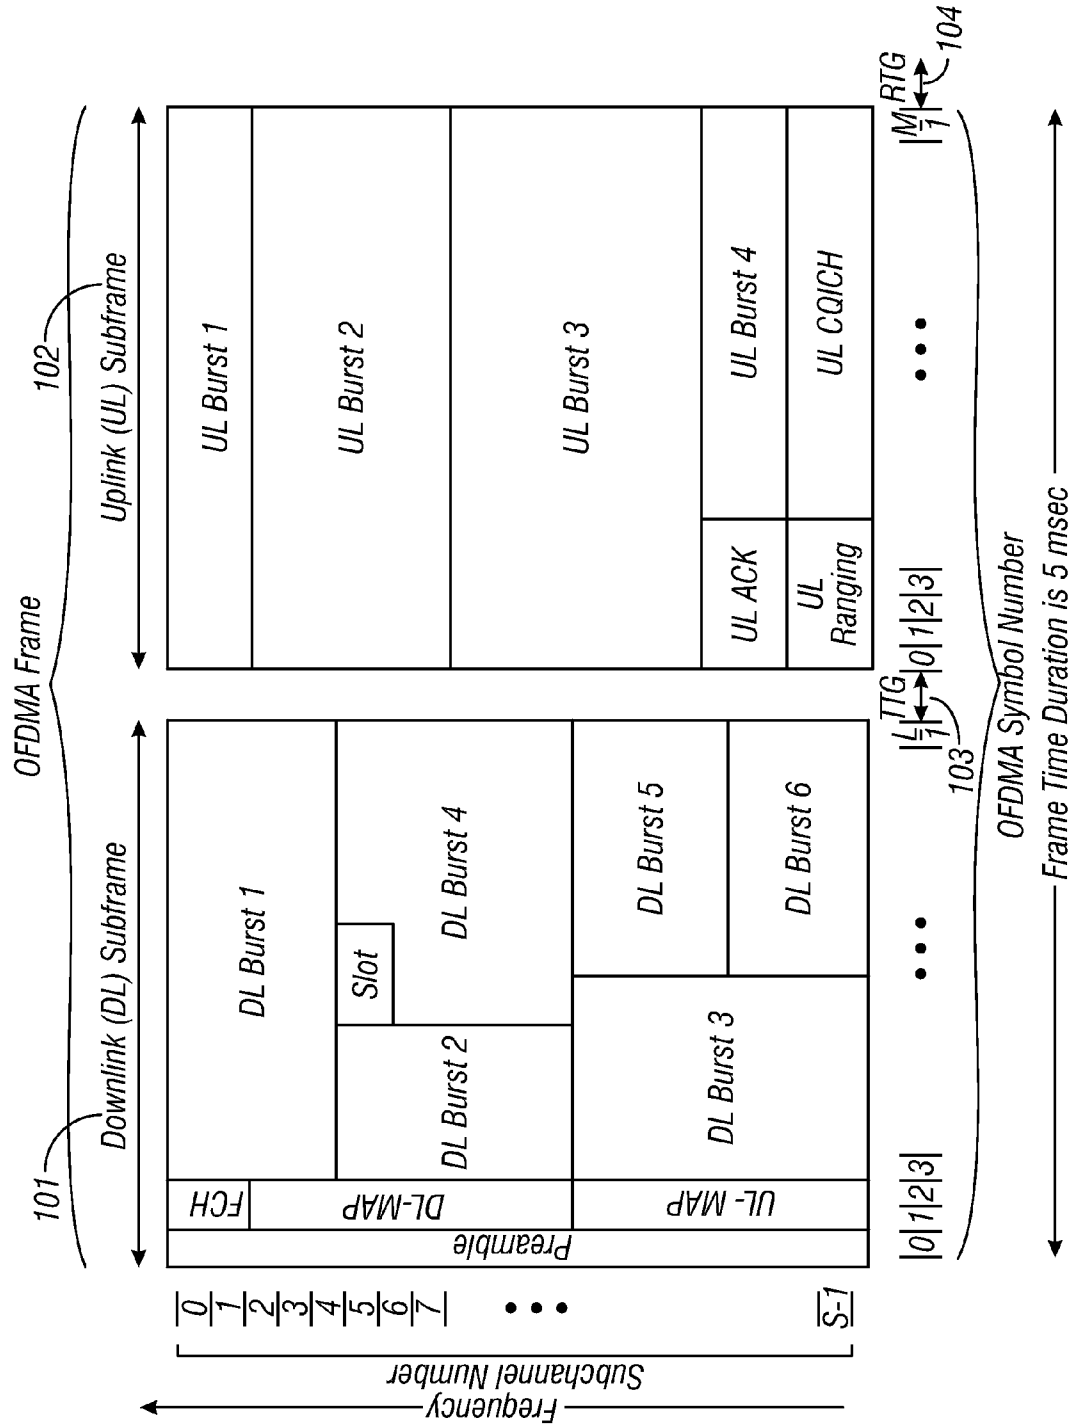 OFDMA Frame
101
Downlink (DL) Subframe
102
Uplink (UL) Subframe
Frequency
Subchannel Number
0
1
2
3
4
5
6
7
S-1
Preamble
FCH
DL-MAP
UL- MAP
DL Burst 1
DL Burst 2
Slot
DL Burst 4
DL Burst 3
DL Burst 5
DL Burst 6
UL Burst 1
UL Burst 2
UL Burst 3
UL ACK
UL Burst 4
UL
Ranging
UL CQICH
0 1 2 3
L-1
TTG
103
0 1 2 3
M-1
RTG
104
OFDMA Symbol Number
Frame Time Duration is 5 msec